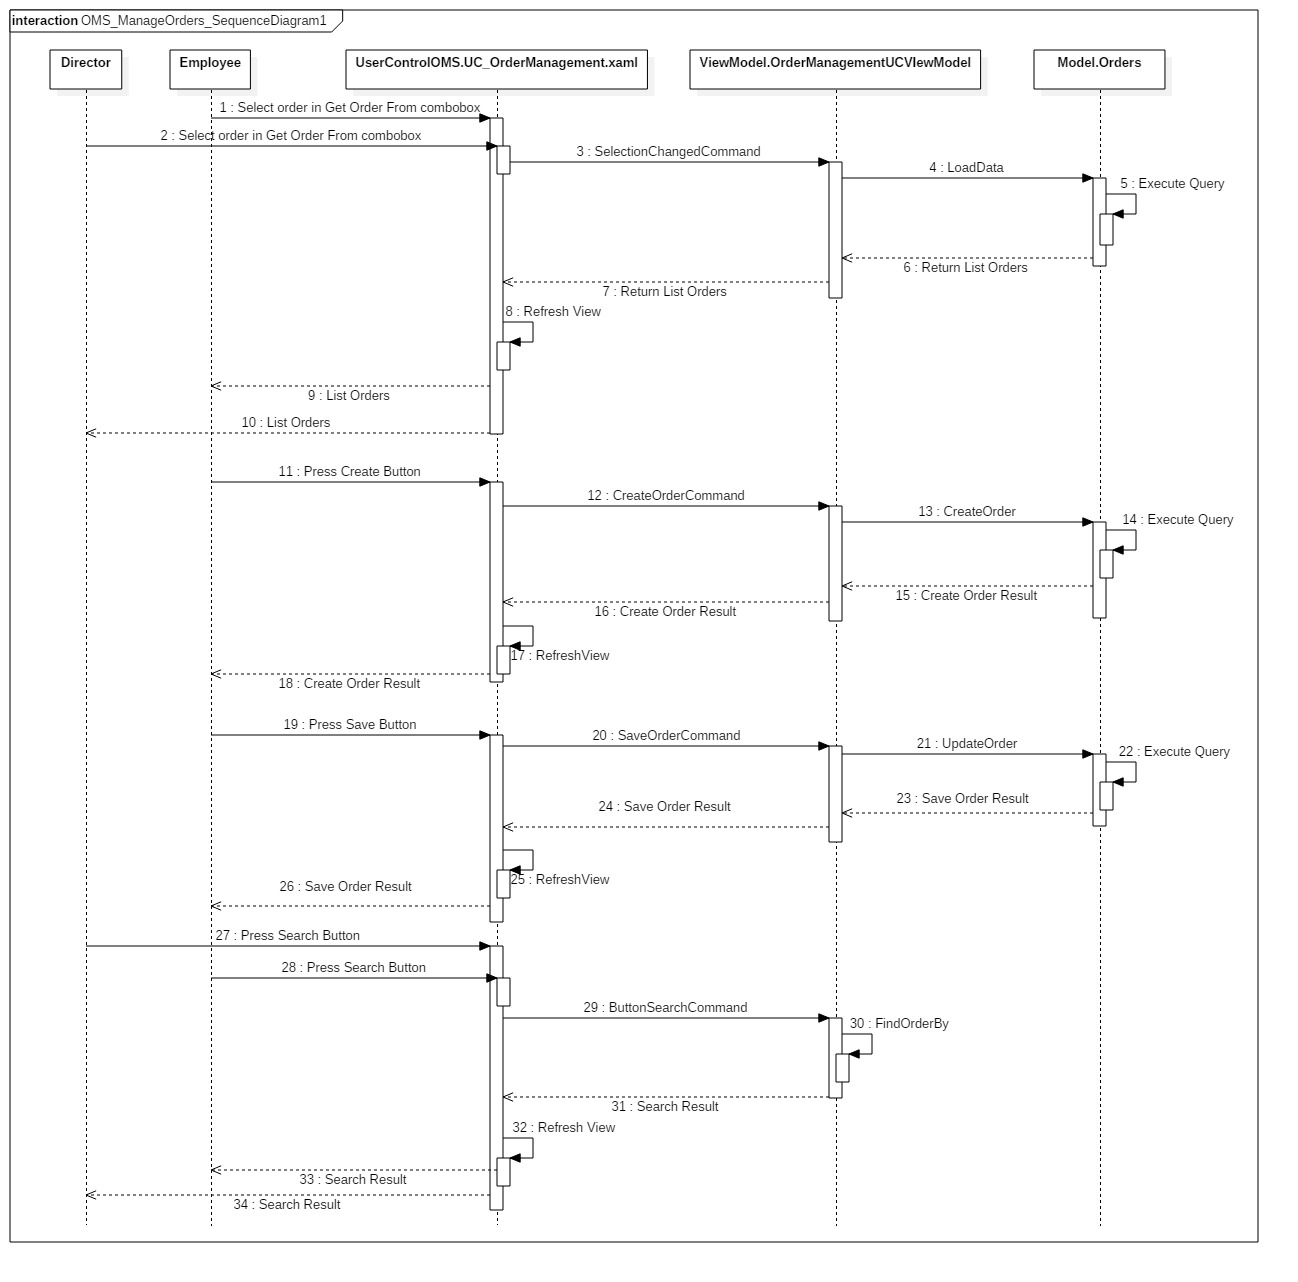 interaction OMS_ManageOrders_SequenceDiagram1
Director
Employee
UserControlOMS.UC_OrderManagement.xaml
ViewModel.OrderManagementUCVIewModel
Model.Orders
1 : Select order in Get Order From combobox
2 : Select order in Get Order From combobox
3 : SelectionChangedCommand
4 : LoadData
5 : Execute Query
6 : Return List Orders
7 : Return List Orders
8 : Refresh View
9 : List Orders
10 : List Orders
11 : Press Create Button
12 : CreateOrderCommand
13 : CreateOrder
14 : Execute Query
15 : Create Order Result
16 : Create Order Result
17 : RefreshView
18 : Create Order Result
19 : Press Save Button
20 : SaveOrderCommand
21 : UpdateOrder
22 : Execute Query
23 : Save Order Result
24 : Save Order Result
25 : RefreshView
26 : Save Order Result
27 : Press Search Button
28 : Press Search Button
29 : ButtonSearchCommand
30 : FindOrderBy
31 : Search Result
32 : Refresh View
33 : Search Result
34 : Search Result